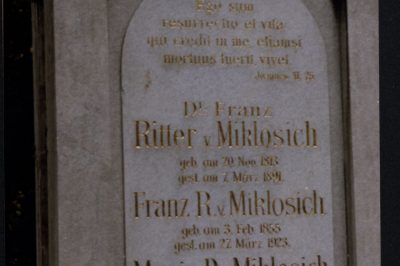 Ego sum
resurrectio et vita
qui credit in me, etiamsi
mortuus fuerit, vivet.
Joannes 11, 25.
Dr. Franz
Ritter v. Miklosich
geb. am 20. Nov. 1813
gest. am 7. März 1891.
Franz R. v. Miklosich
geb. am 3. Feb. 1855
gest. am 27. März 1923.
R. v. Miklosich